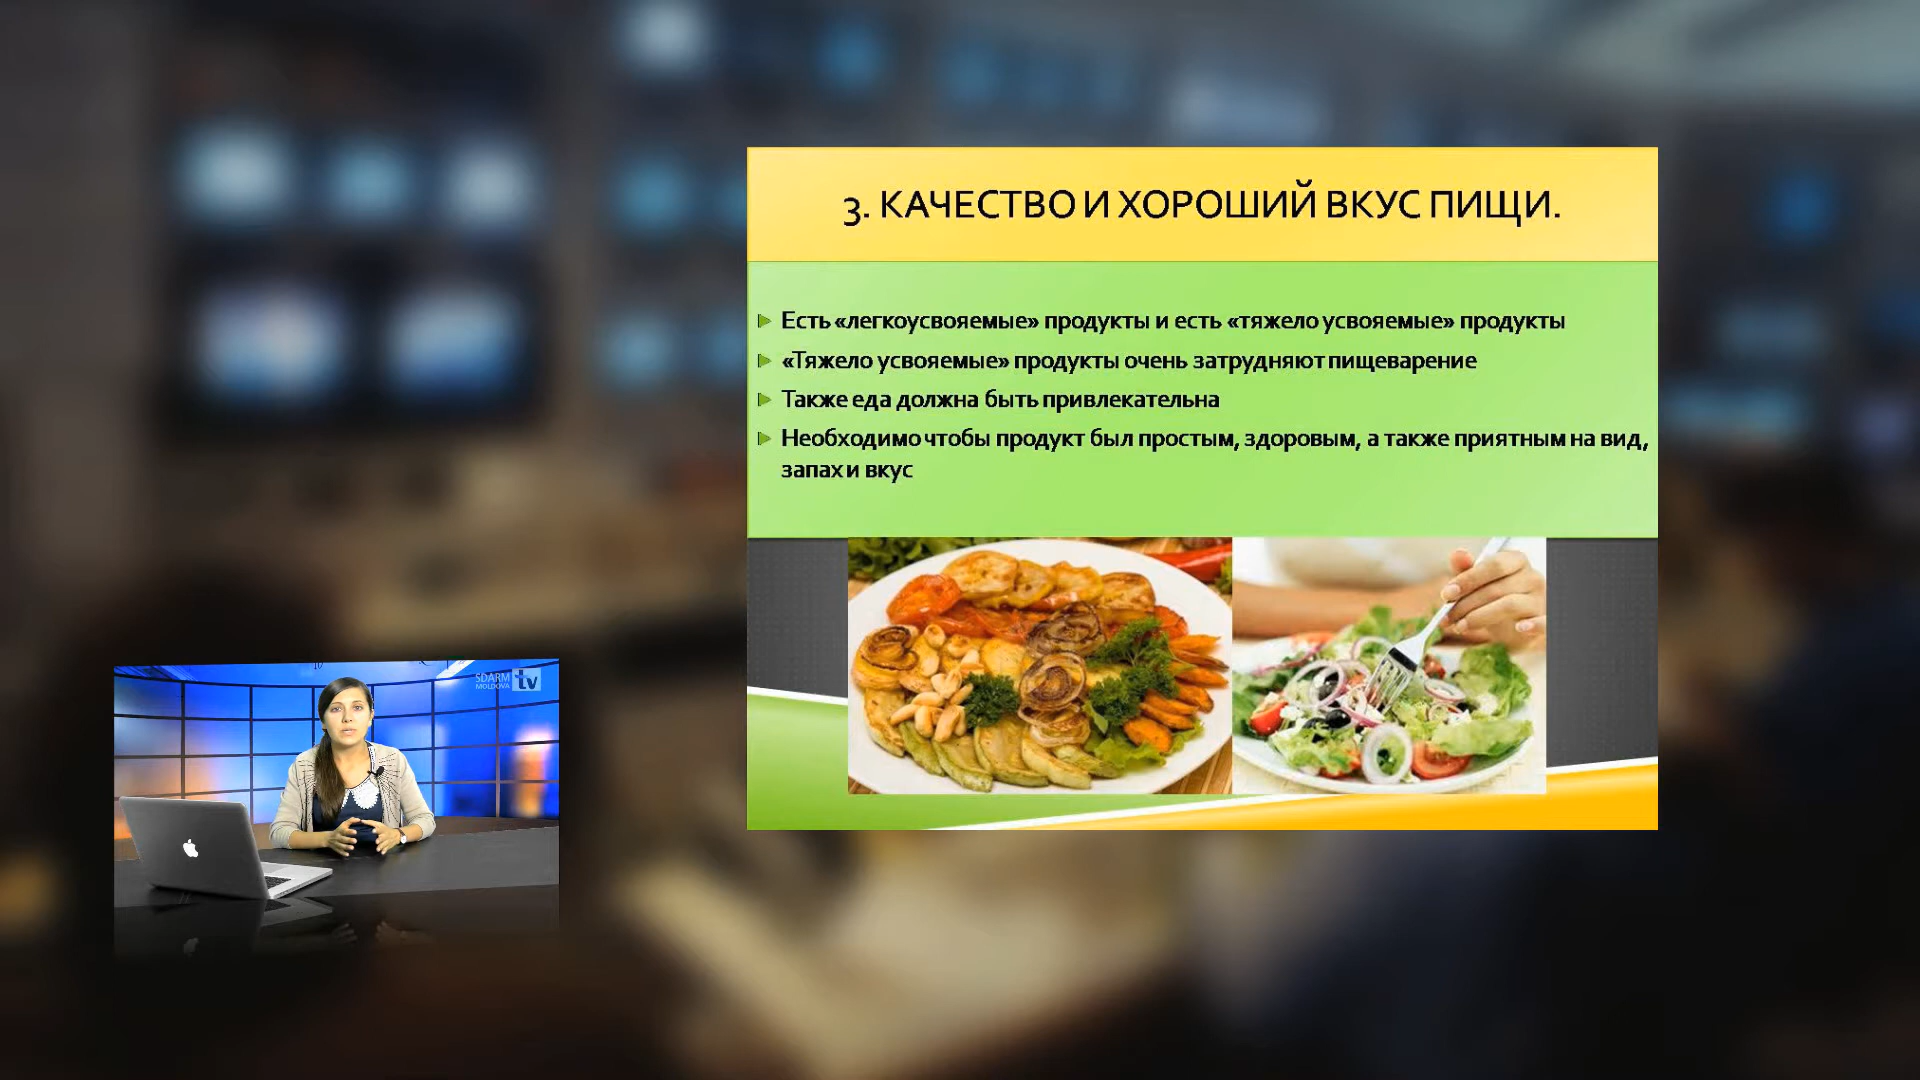 3. КАЧЕСТВО И ХОРОШИЙ ВКУС ПИЩИ.
Есть «легкоусвояемые» продукты и есть «тяжело усвояемые» продукты
«Тяжело усвояемые» продукты очень затрудняют пищеварение
Также еда должна быть привлекательна
Необходимо чтобы продукт был простым, здоровым, а также приятным на вид,
запах и вкус
SDARM
MOLDOVA
tv